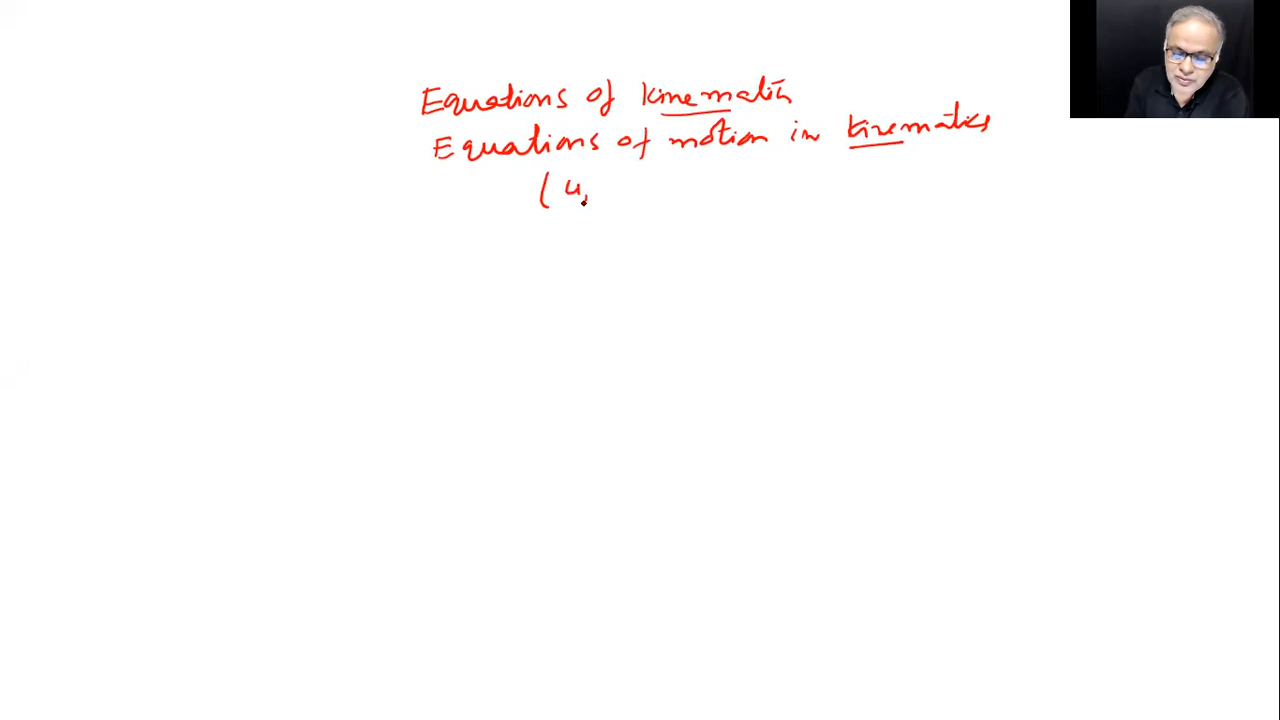 Equations of kinematics
Equations of motion in kinematics
( u,